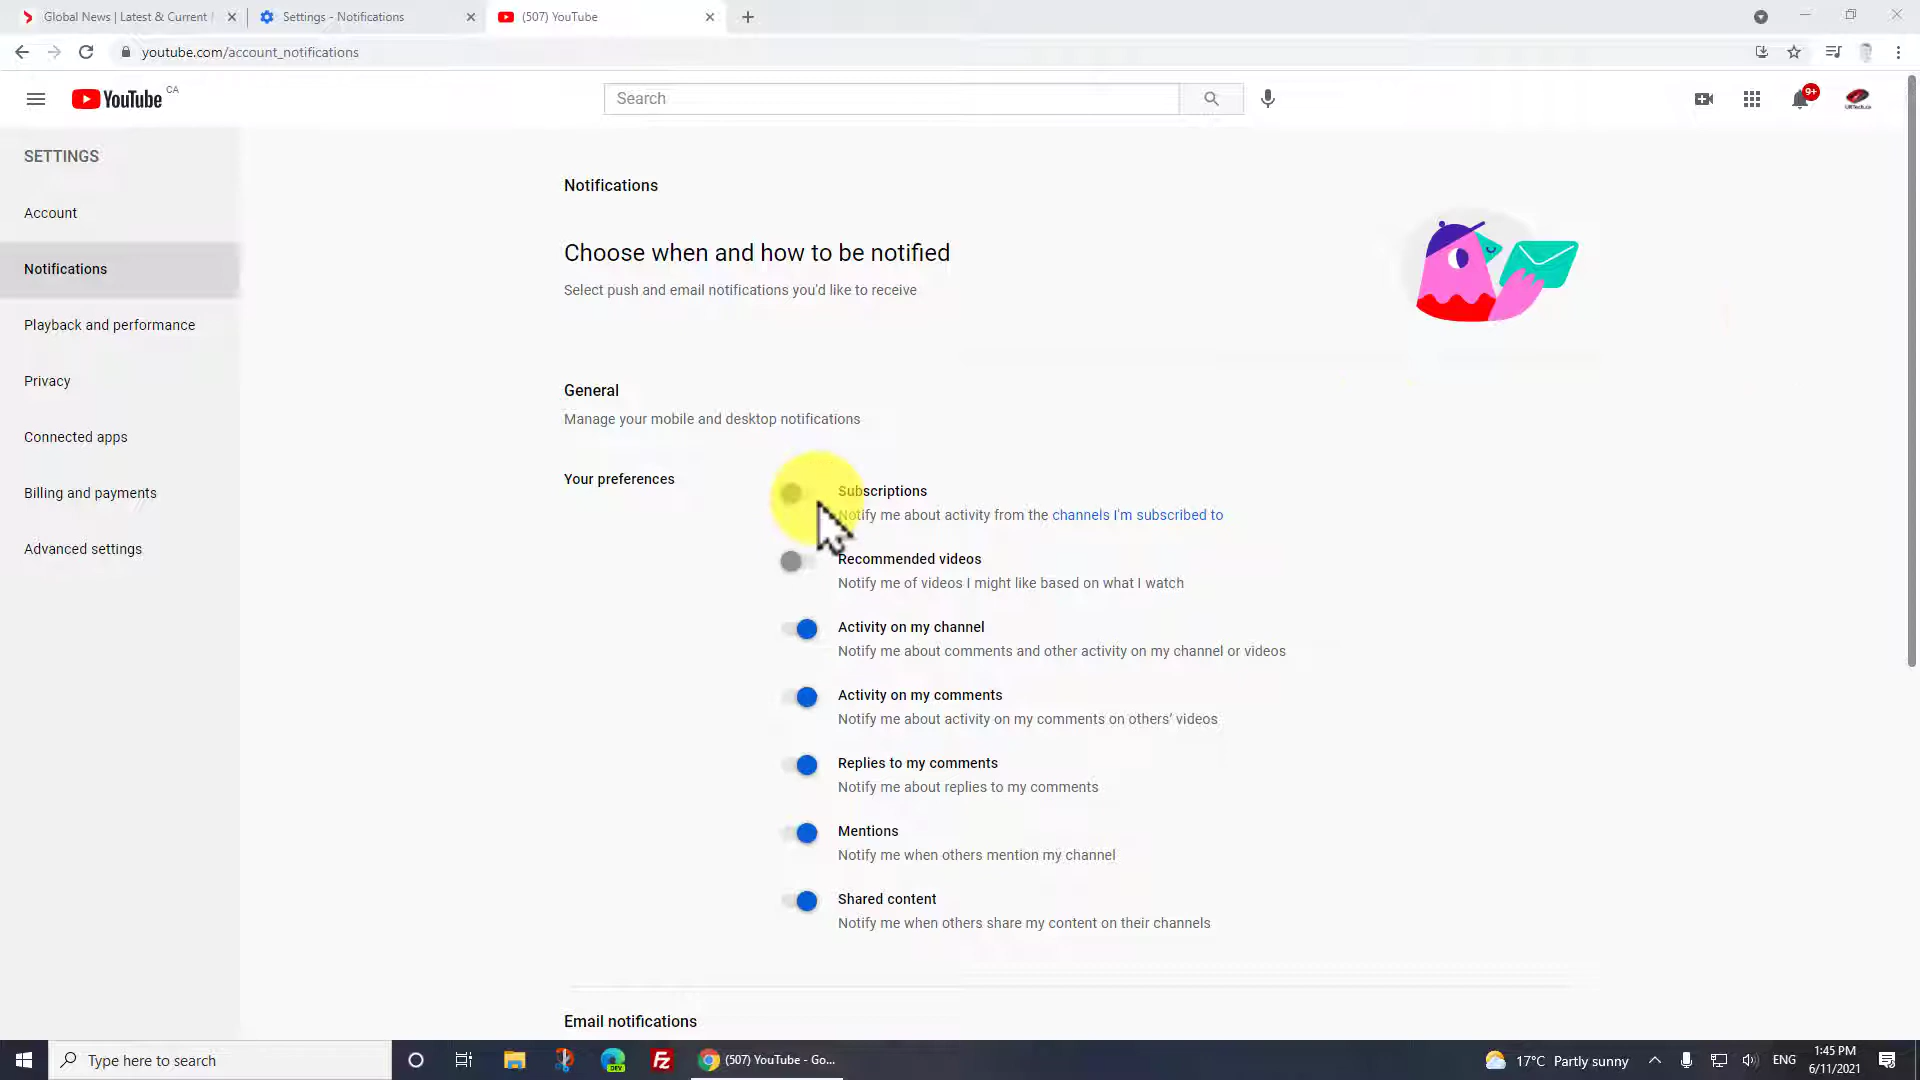 Global News | Latest & Current
Settings - Notifications
(507) YouTube
youtube.com/account_notifications
YouTube CA
Search
9+
SETTINGS
Account
Notifications
Playback and performance
Privacy
Connected apps
Billing and payments
Advanced settings
Notifications
Choose when and how to be notified
Select push and email notifications you'd like to receive
General
Manage your mobile and desktop notifications
Your preferences
Subscriptions
Notify me about activity from the channels I'm subscribed to
Recommended videos
Notify me of videos I might like based on what I watch
Activity on my channel
Notify me about comments and other activity on my channel or videos
Activity on my comments
Notify me about activity on my comments on others' videos
Replies to my comments
Notify me about replies to my comments
Mentions
Notify me when others mention my channel
Shared content
Notify me when others share my content on their channels
Email notifications
Type here to search
DEV
Fz
(507) YouTube - Go...
17°C Partly sunny
ENG
1:45 PM
6/11/2021